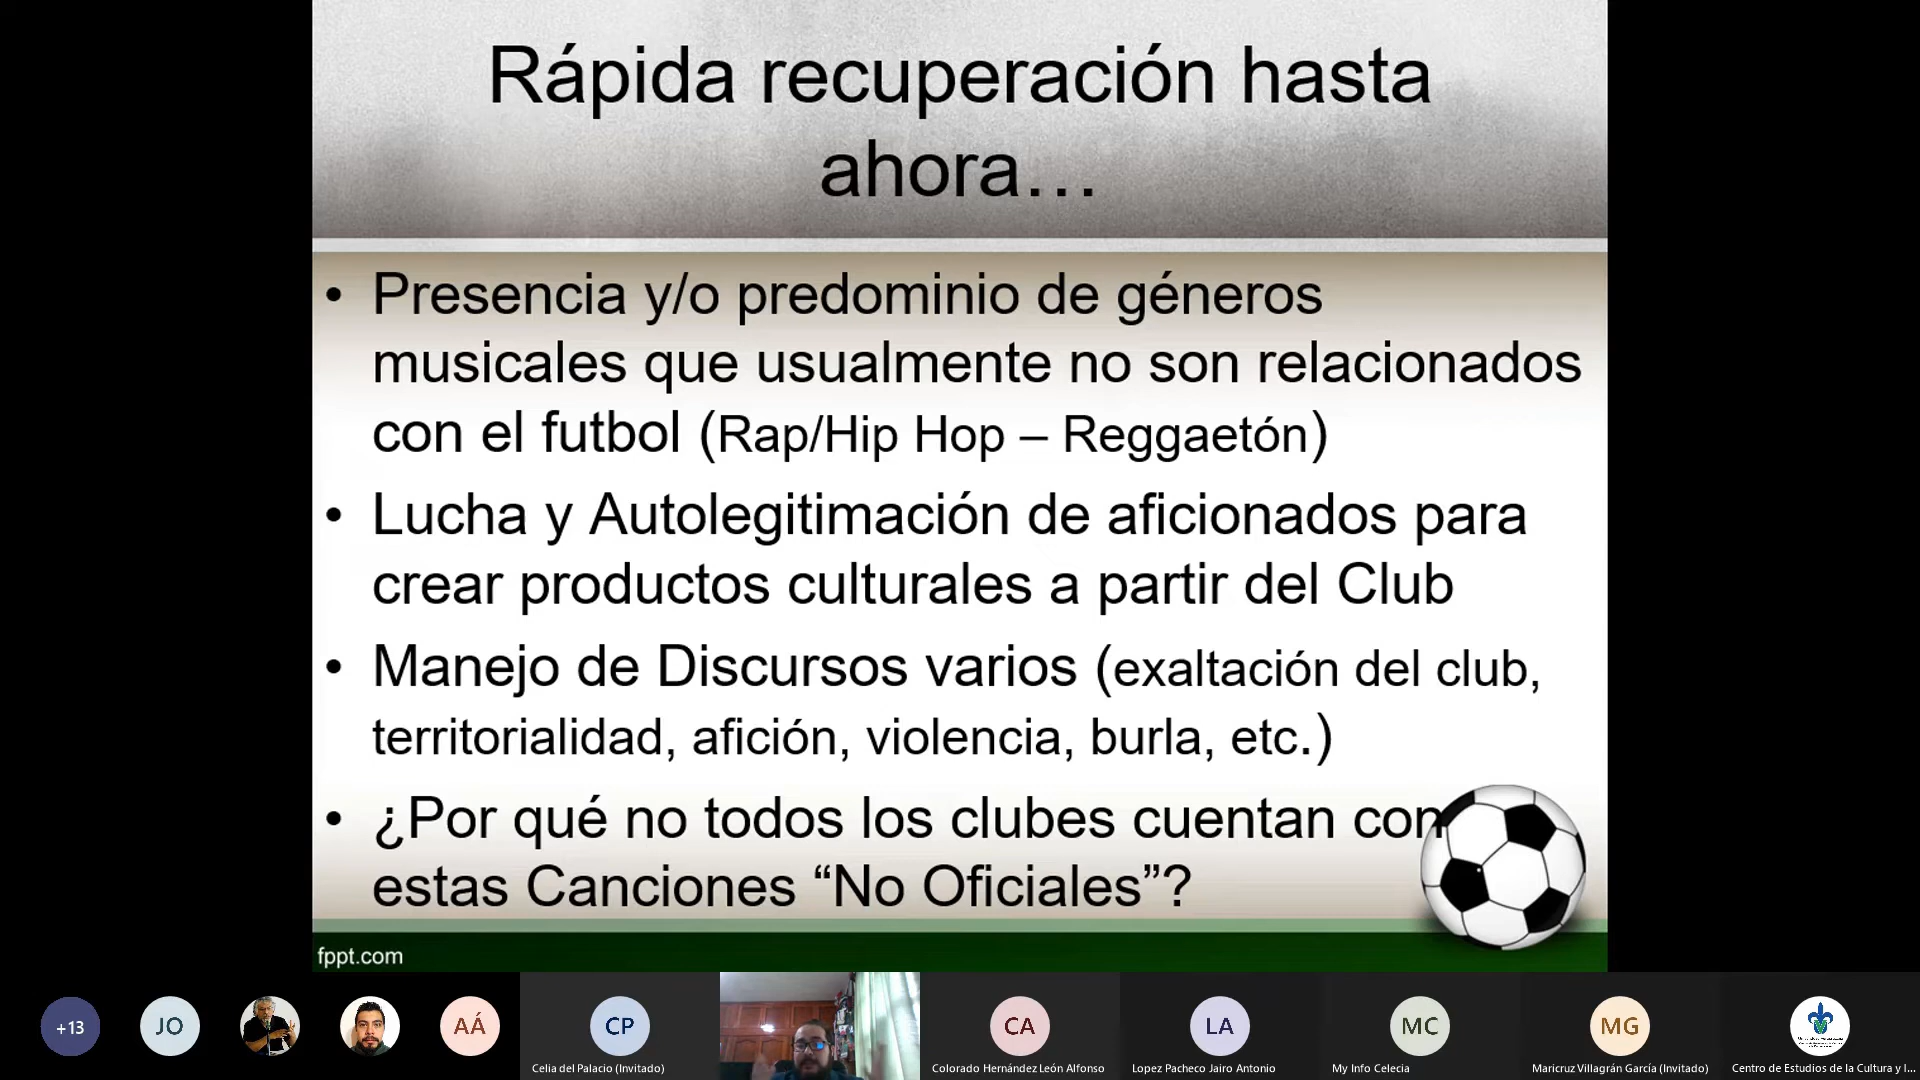 Rápida recuperación hasta
ahora…
• Presencia y/o predominio de géneros
musicales que usualmente no son relacionados
con el futbol (Rap/Hip Hop – Reggaetón)
• Lucha y Autolegitimación de aficionados para
crear productos culturales a partir del Club
• Manejo de Discursos varios (exaltación del club,
territorialidad, afición, violencia, burla, etc.)
• ¿Por qué no todos los clubes cuentan con
estas Canciones “No Oficiales”?
fppt.com
+13
JO
AÁ
CP
CA
LA
MC
MG
Celia del Palacio (Invitado)
Colorado Hernández León Alfonso
Lopez Pacheco Jairo Antonio
My Info Celecia
Maricruz Villagrán García (Invitado)
Centro de Estudios de la Cultura y l...